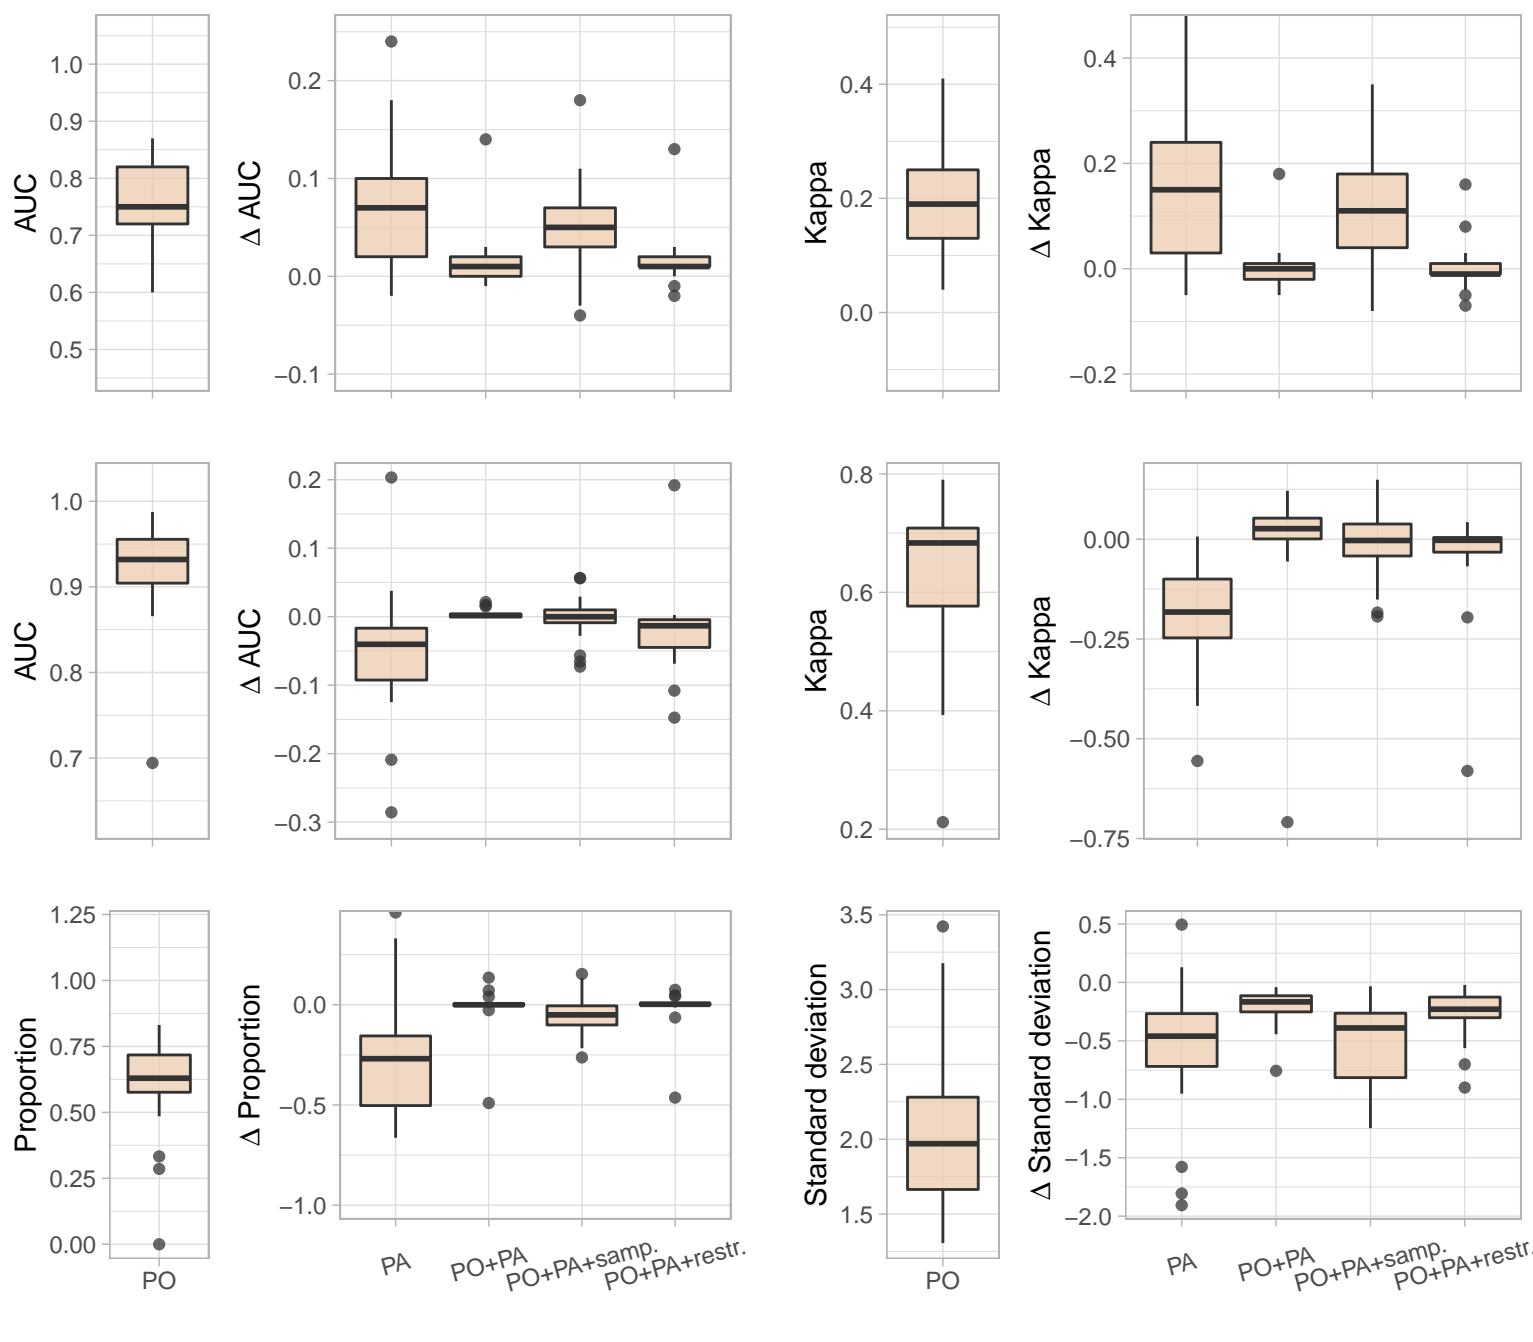 AUC
1.0
0.9
0.8
0.7
0.6
0.5
Δ AUC
0.2
0.1
0.0
−0.1
Kappa
0.4
0.2
0.0
Δ Kappa
0.4
0.2
0.0
−0.2
AUC
1.0
0.9
0.8
0.7
Δ AUC
0.2
0.1
0.0
−0.1
−0.2
−0.3
Kappa
0.8
0.6
0.4
0.2
Δ Kappa
0.00
−0.25
−0.50
−0.75
Proportion
1.25
1.00
0.75
0.50
0.25
0.00
PO
Δ Proportion
0.0
−0.5
−1.0
PA
PO+PA
PO+PA+samp.
PO+PA+restr.
Standard deviation
3.5
3.0
2.5
2.0
1.5
PO
Δ Standard deviation
0.5
0.0
−0.5
−1.0
−1.5
−2.0
PA
PO+PA
PO+PA+samp.
PO+PA+restr.